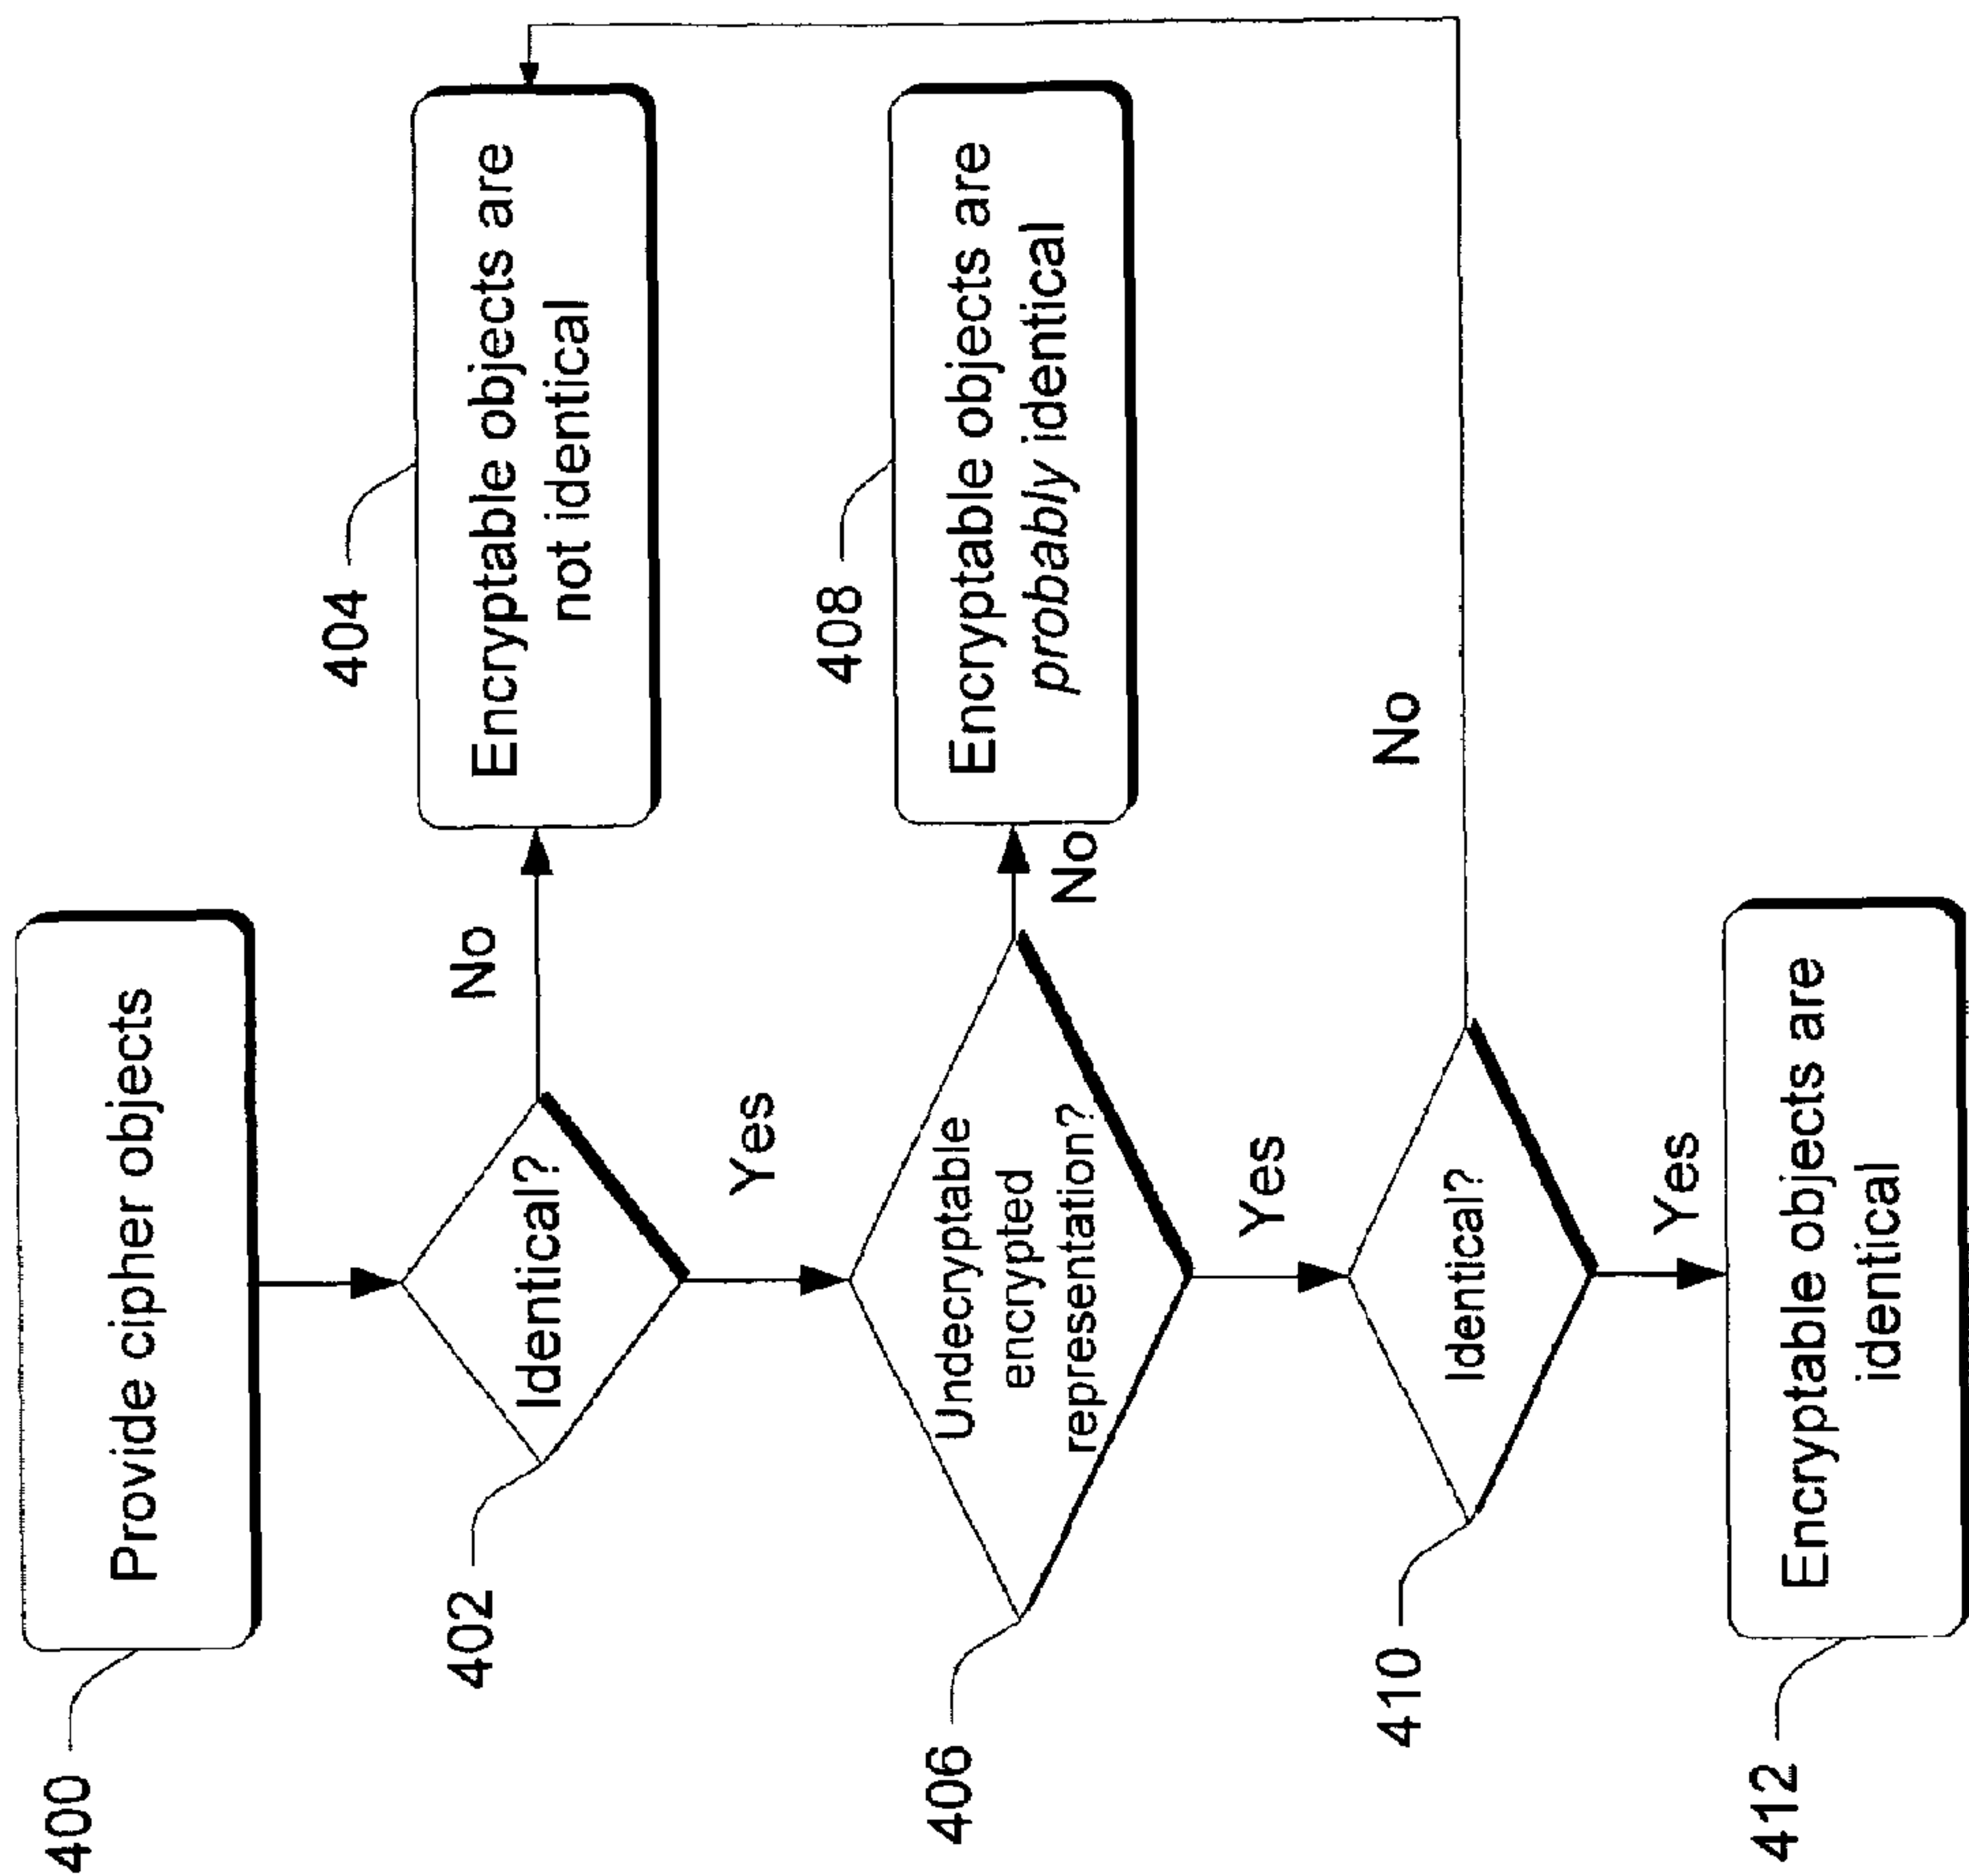 400
Provide cipher objects
402
Identical?
No
404
Encryptable objects are
not identical
Yes
406
Undecryptable
encrypted
representation?
No
408
Encryptable objects are
probably identical
Yes
410
Identical?
No
Yes
412
Encryptable objects are
identical